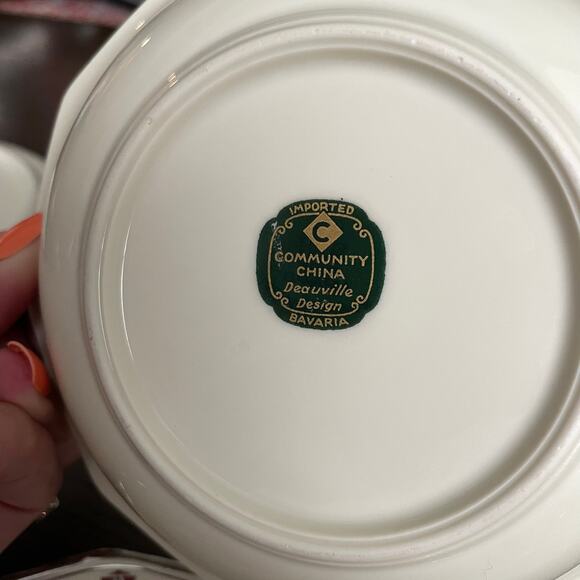 IMPORTED
C
COMMUNITY
CHINA
Deauville
Design
BAVARIA